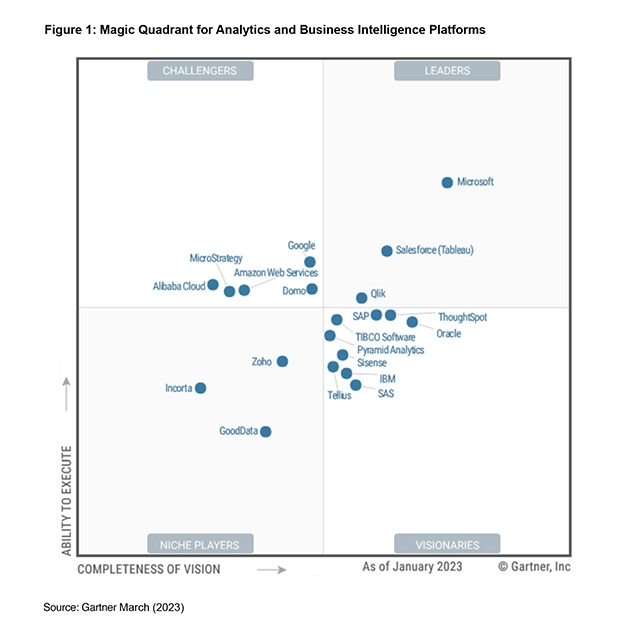 Figure 1: Magic Quadrant for Analytics and Business Intelligence Platforms
CHALLENGERS
LEADERS
Microsoft
Google
Salesforce (Tableau)
MicroStrategy
Amazon Web Services
Alibaba Cloud
Domo
Qlik
SAP
ThoughtSpot
Oracle
TIBCO Software
Pyramid Analytics
Sisense
Zoho
IBM
Incorta
Tellius
SAS
GoodData
ABILITY TO EXECUTE
NICHE PLAYERS
VISIONARIES
COMPLETENESS OF VISION
As of January 2023
© Gartner, Inc
Source: Gartner March (2023)